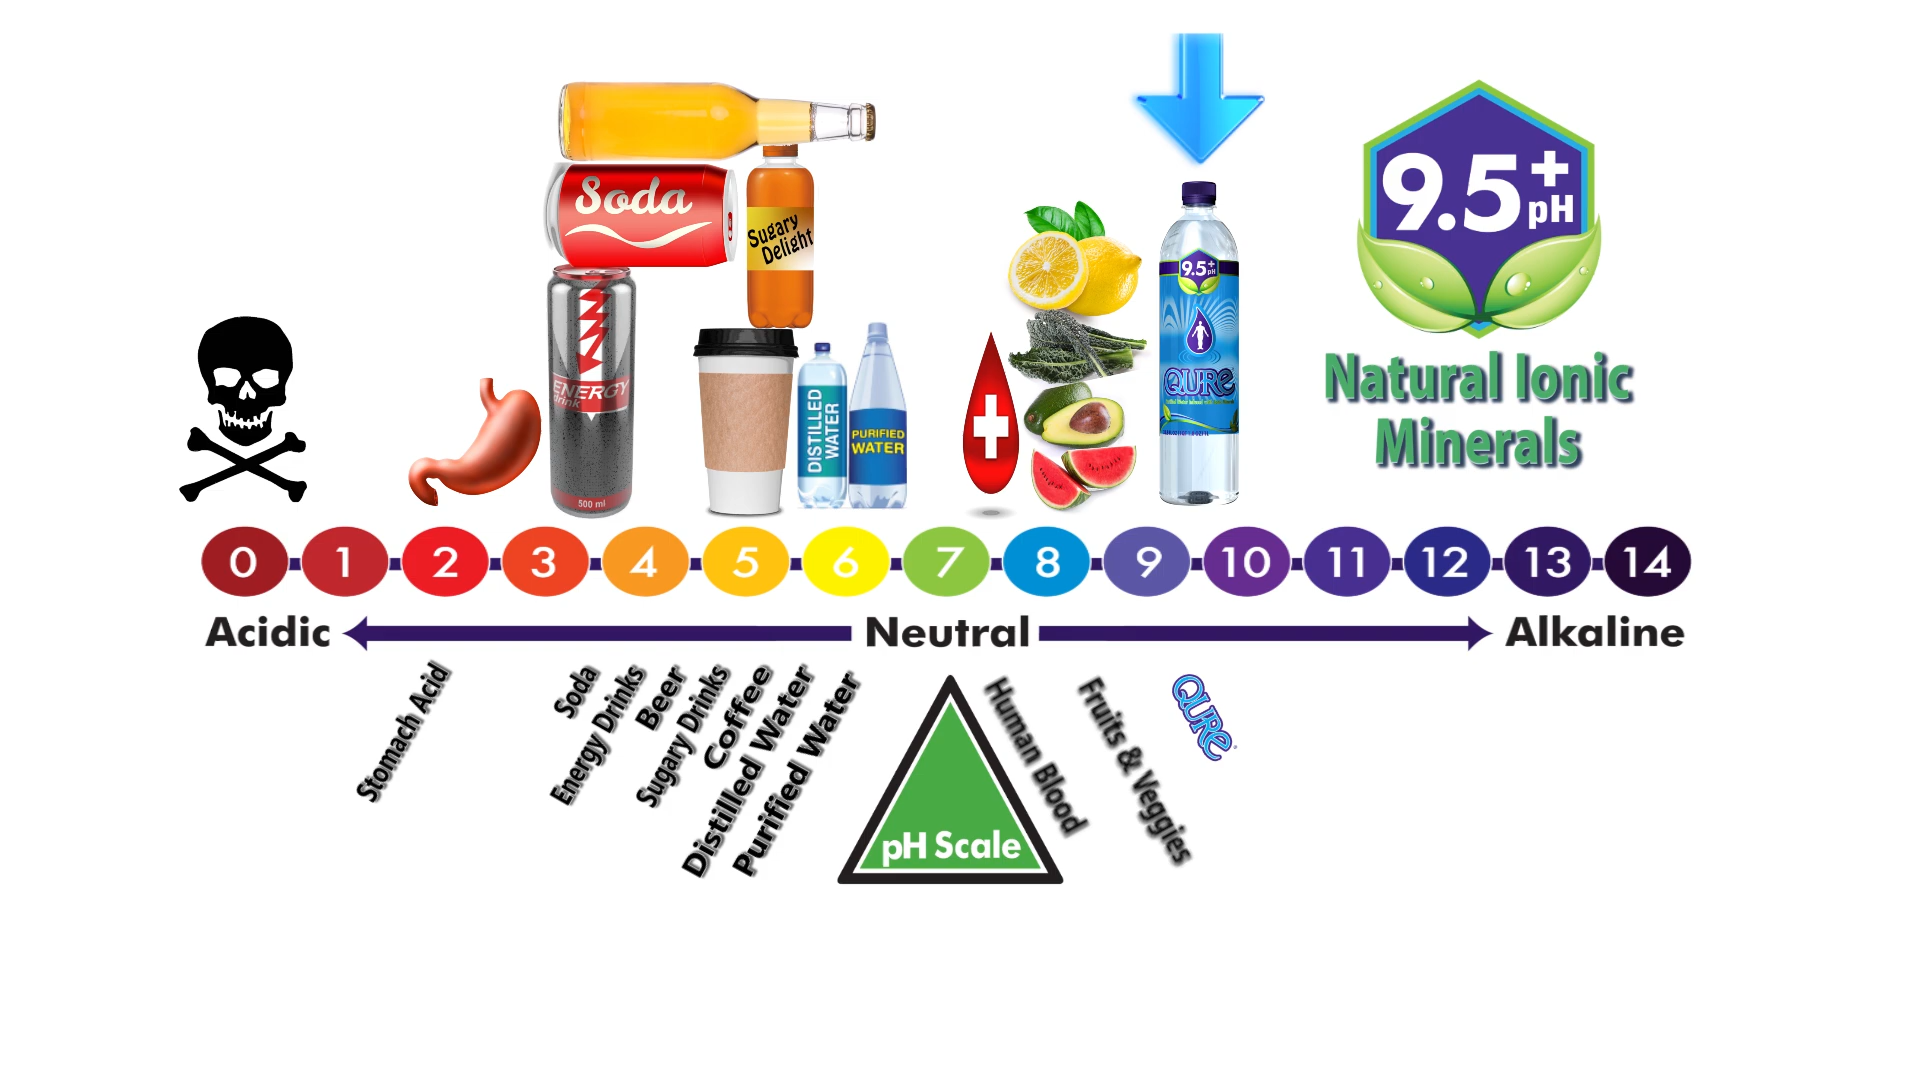 9.5+
pH
Soda
Sugary
Delight
9.5+
pH
QURE
Natural Ionic
Minerals
ENERGY
drink
DISTILLED
WATER
PURIFIED
WATER
500 ml
0 1 2 3 4 5 6 7 8 9 10 11 12 13 14
Acidic Neutral Alkaline
Stomach Acid
Soda
Energy Drinks
Beer
Sugary Drinks
Coffee
Distilled Water
Purified Water
pH Scale
Human Blood
Fruits & Veggies
QURE